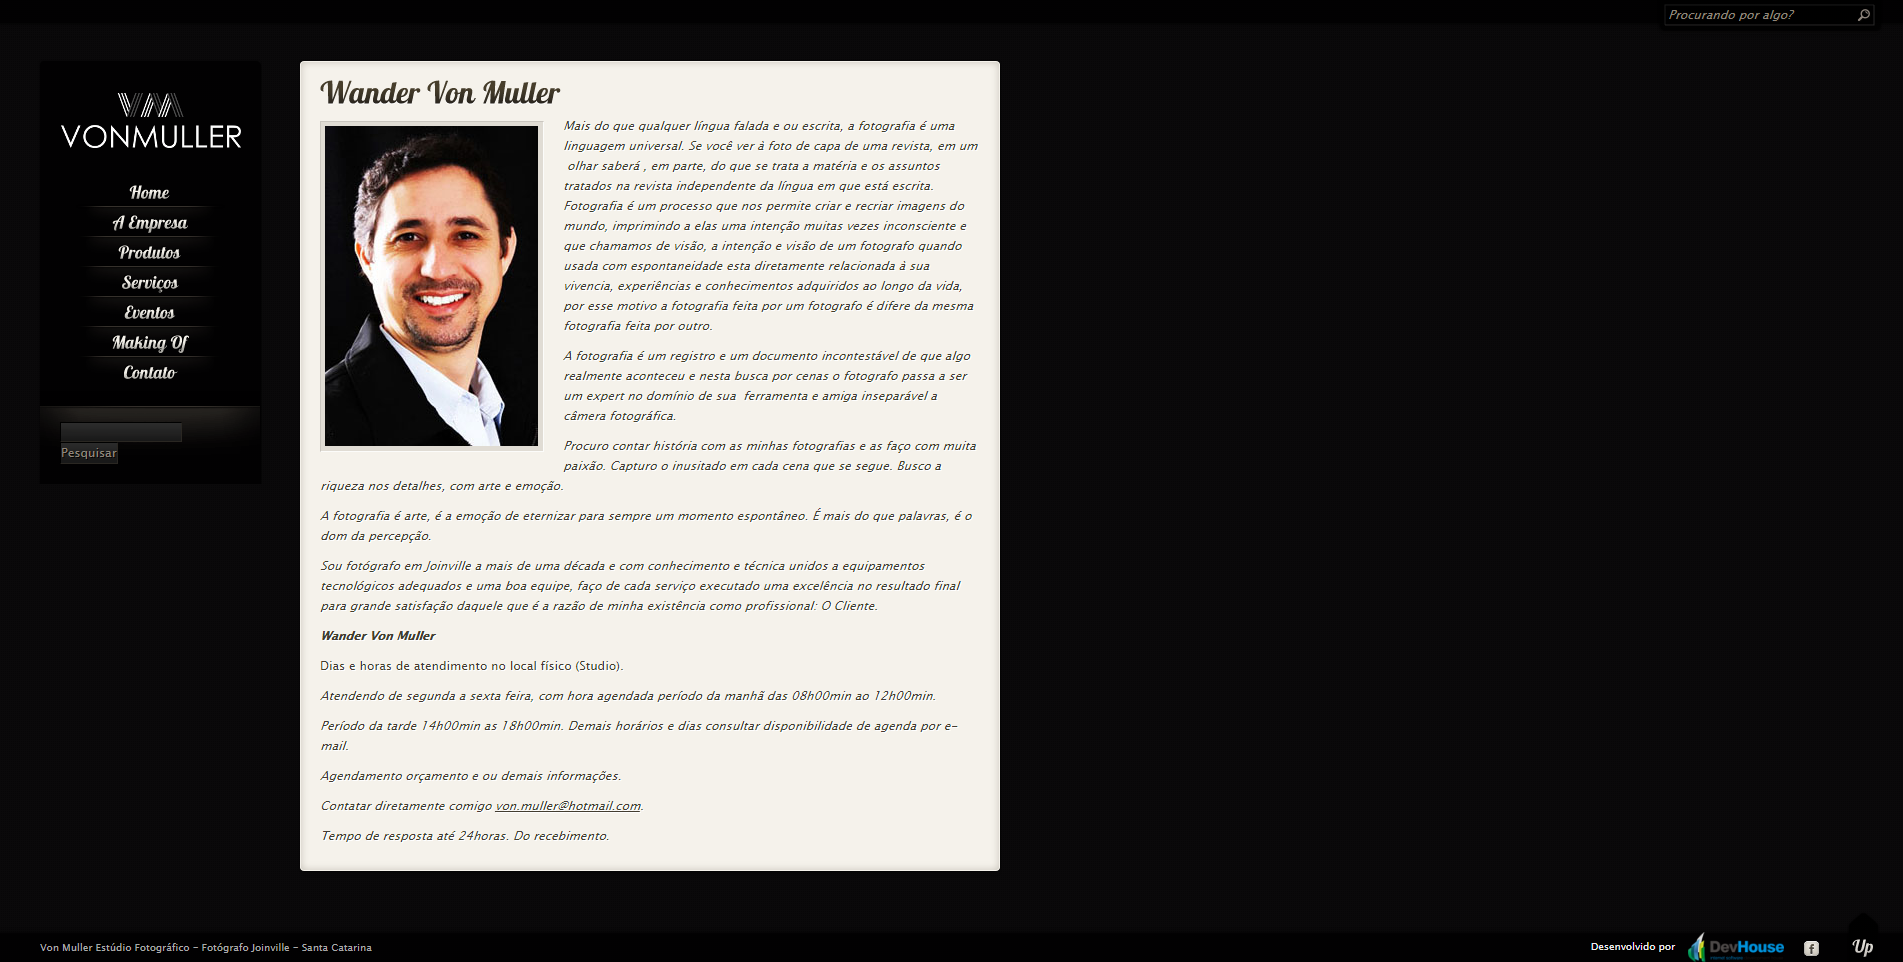 Procurando por algo?
VM
VONMULLER
Home
A Empresa
Produtos
Serviços
Eventos
Making Of
Contato
Pesquisar
Wander Von Muller
Mais do que qualquer língua falada e ou escrita, a fotografia é uma
linguagem universal. Se você ver à foto de capa de uma revista, em um
olhar saberá , em parte, do que se trata a matéria e os assuntos
tratados na revista independente da língua em que está escrita.
Fotografia é um processo que nos permite criar e recriar imagens do
mundo, imprimindo a elas uma intenção muitas vezes inconsciente e
que chamamos de visão, a intenção e visão de um fotografo quando
usada com espontaneidade esta diretamente relacionada à sua
vivencia, experiências e conhecimentos adquiridos ao longo da vida,
por esse motivo a fotografia feita por um fotografo é difere da mesma
fotografia feita por outro.
A fotografia é um registro e um documento incontestável de que algo
realmente aconteceu e nesta busca por cenas o fotografo passa a ser
um expert no domínio de sua  ferramenta e amiga inseparável a
câmera fotográfica.
Procuro contar história com as minhas fotografias e as faço com muita
paixão. Capturo o inusitado em cada cena que se segue. Busco a
riqueza nos detalhes, com arte e emoção.
A fotografia é arte, é a emoção de eternizar para sempre um momento espontâneo. É mais do que palavras, é o
dom da percepção.
Sou fotógrafo em Joinville a mais de uma década e com conhecimento e técnica unidos a equipamentos
tecnológicos adequados e uma boa equipe, faço de cada serviço executado uma excelência no resultado final
para grande satisfação daquele que é a razão de minha existência como profissional: O Cliente.
Wander Von Muller
Dias e horas de atendimento no local físico (Studio).
Atendendo de segunda a sexta feira, com hora agendada período da manhã das 08h00min ao 12h00min.
Período da tarde 14h00min as 18h00min. Demais horários e dias consultar disponibilidade de agenda por e-
mail.
Agendamento orçamento e ou demais informações.
Contatar diretamente comigo von.muller@hotmail.com.
Tempo de resposta até 24horas. Do recebimento.
Von Muller Estúdio Fotográfico - Fotógrafo Joinville - Santa Catarina
Desenvolvido por
DevHouse
f
Up